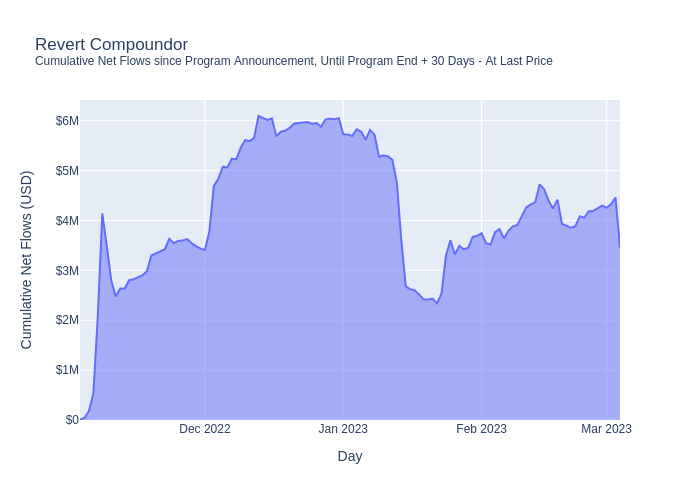 Revert Compoundor
Cumulative Net Flows since Program Announcement, Until Program End + 30 Days - At Last Price
Cumulative Net Flows (USD)
$6M
$5M
$4M
$3M
$2M
$1M
$0
Dec 2022
Jan 2023
Feb 2023
Mar 2023
Day